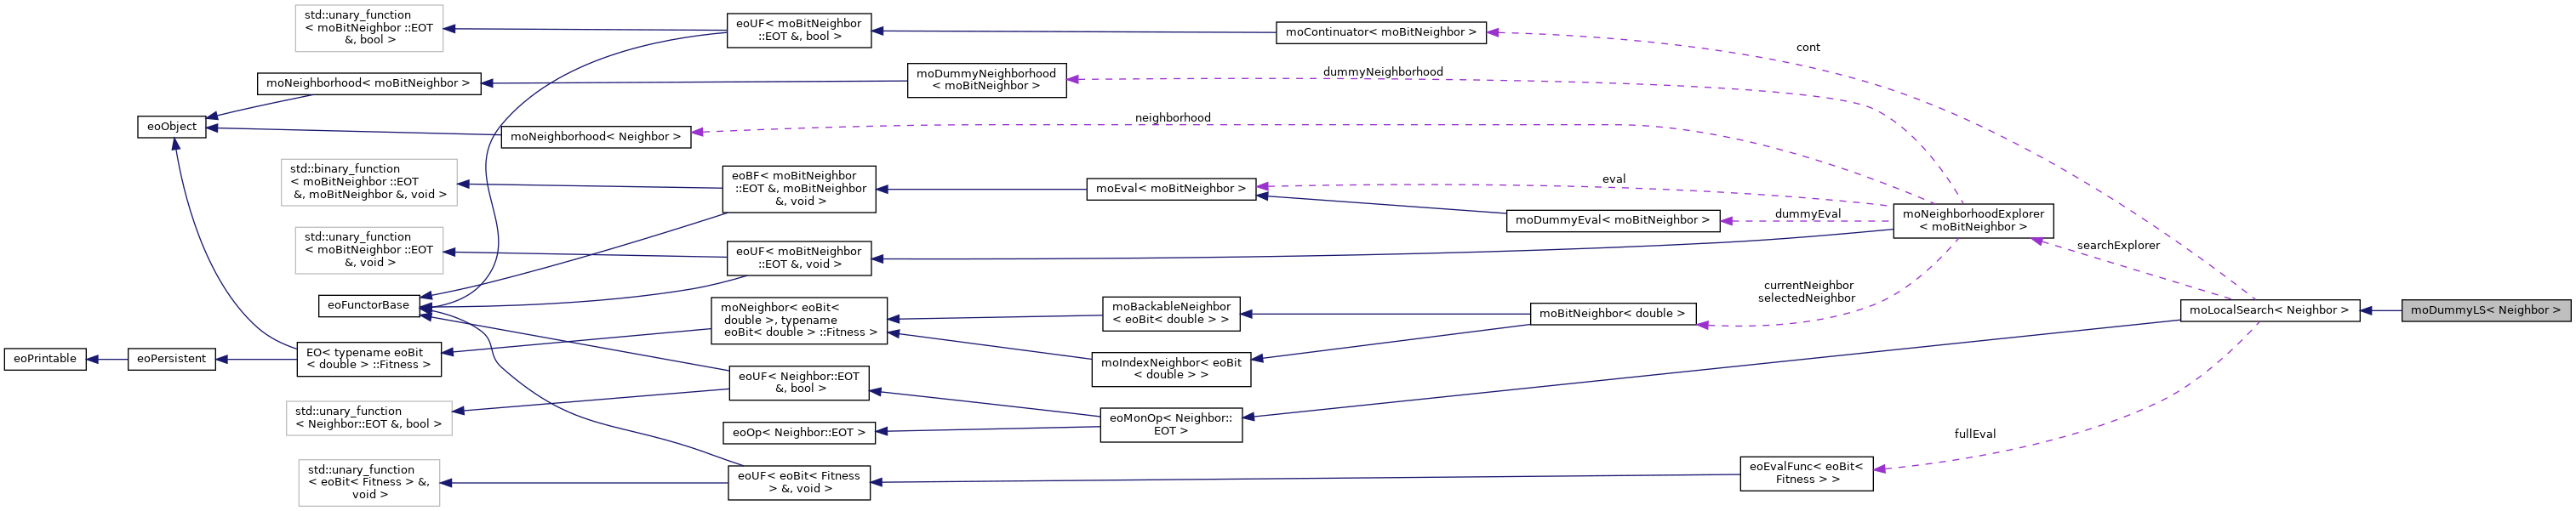 std::unary_function
< moBitNeighbor ::EOT
&, bool >
eoUF< moBitNeighbor
::EOT &, bool >
moContinuator< moBitNeighbor >
cont
moNeighborhood< moBitNeighbor >
moDummyNeighborhood
< moBitNeighbor >
dummyNeighborhood
eoObject
moNeighborhood< Neighbor >
neighborhood
std::binary_function
< moBitNeighbor ::EOT
&, moBitNeighbor &, void >
eoBF< moBitNeighbor
::EOT &, moBitNeighbor
&, void >
moEval< moBitNeighbor >
eval
moDummyEval< moBitNeighbor >
dummyEval
moNeighborhoodExplorer
< moBitNeighbor >
searchExplorer
std::unary_function
< moBitNeighbor ::EOT
&, void >
eoUF< moBitNeighbor
::EOT &, void >
eoFunctorBase
moNeighbor< eoBit<
double >, typename
eoBit< double > ::Fitness >
moBackableNeighbor
< eoBit< double > >
moBitNeighbor< double >
currentNeighbor
selectedNeighbor
moLocalSearch< Neighbor >
moDummyLS< Neighbor >
eoPrintable
eoPersistent
EO< typename eoBit
< double > ::Fitness >
moIndexNeighbor< eoBit
< double > >
eoUF< Neighbor::EOT
&, bool >
std::unary_function
< Neighbor::EOT &, bool >
eoOp< Neighbor::EOT >
eoMonOp< Neighbor::
EOT >
fullEval
std::unary_function
< eoBit< Fitness > &,
void >
eoUF< eoBit< Fitness
> &, void >
eoEvalFunc< eoBit<
Fitness > >